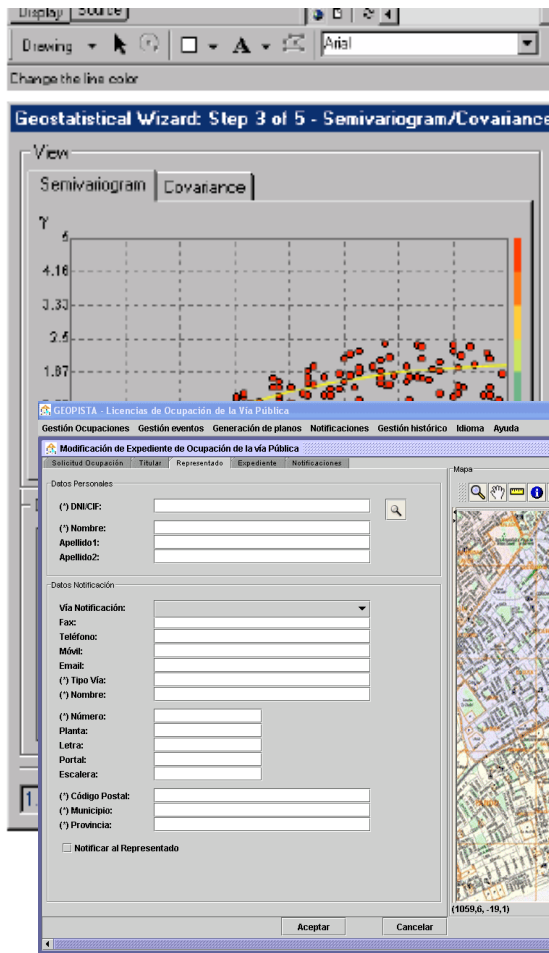 Display Source
Drawing A Arial
Change the line color
Geostatistical Wizard: Step 3 of 5 - Semivariogram/Covariance
View
Semivariogram Covariance
γ
5
4.16
3.33
2.5
1.67
GEOPISTA - Licencias de Ocupación de la Vía Pública
Gestión Ocupaciones Gestión eventos Generación de planos Notificaciones Gestión histórico Idioma Ayuda
Modificación de Expediente de Ocupación de la vía Pública
Solicitud Ocupación Titular Representado Expediente Notificaciones
Mapa
Datos Personales
(*) DNI/CIF:
(*) Nombre:
Apellido1:
Apellido2:
Datos Notificación
Vía Notificación:
Fax:
Teléfono:
Móvil:
Email:
(*) Tipo Vía:
(*) Nombre:
(*) Número:
Planta:
Letra:
Portal:
Escalera:
(*) Código Postal:
(*) Municipio:
(*) Provincia:
Notificar al Representado
(1059,6, -19,1)
Aceptar Cancelar
1.